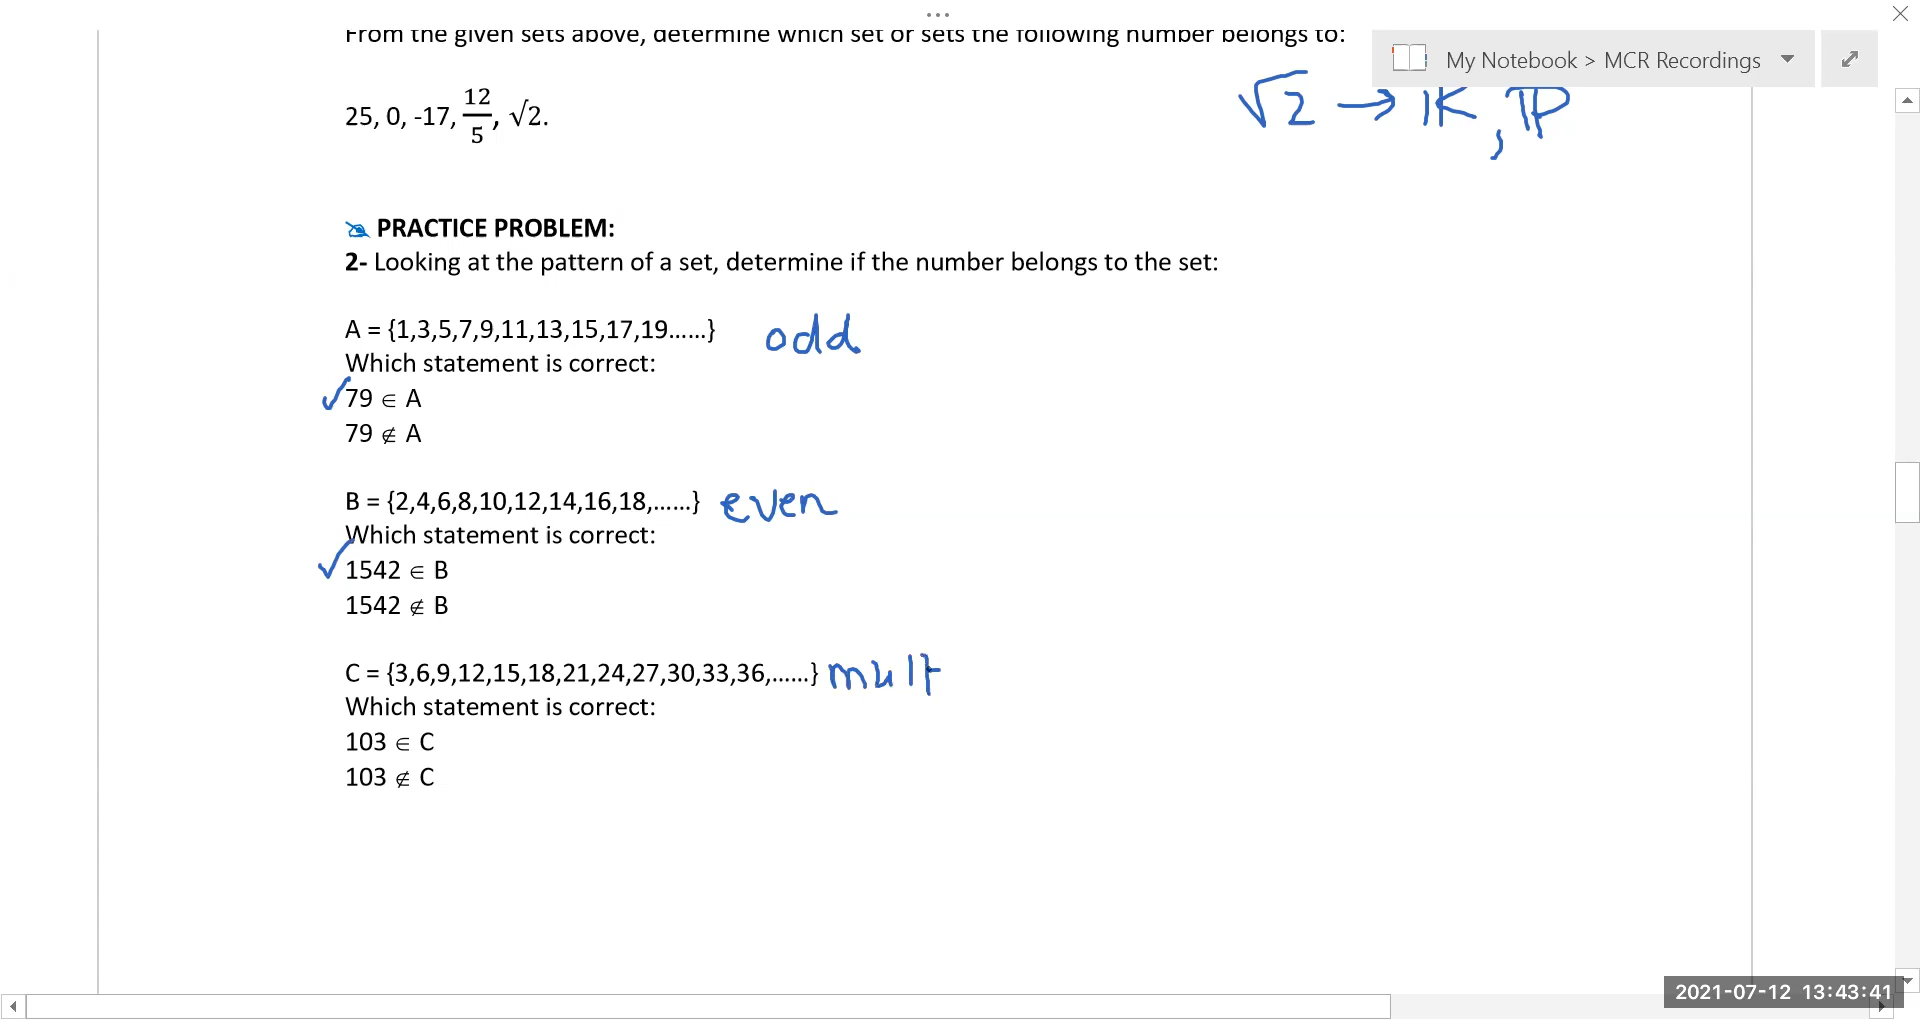 From the given sets above, determine which set or sets the following number belongs to:
My Notebook > MCR Recordings
25, 0, -17, 12/5, √2.
√2 → IR, IP
PRACTICE PROBLEM:
2- Looking at the pattern of a set, determine if the number belongs to the set:
A = {1,3,5,7,9,11,13,15,17,19......} odd
Which statement is correct:
✓ 79 ∈ A
79 ∉ A
B = {2,4,6,8,10,12,14,16,18,......} even
Which statement is correct:
✓ 1542 ∈ B
1542 ∉ B
C = {3,6,9,12,15,18,21,24,27,30,33,36,......} mult
Which statement is correct:
103 ∈ C
103 ∉ C
2021-07-12 13:43:41